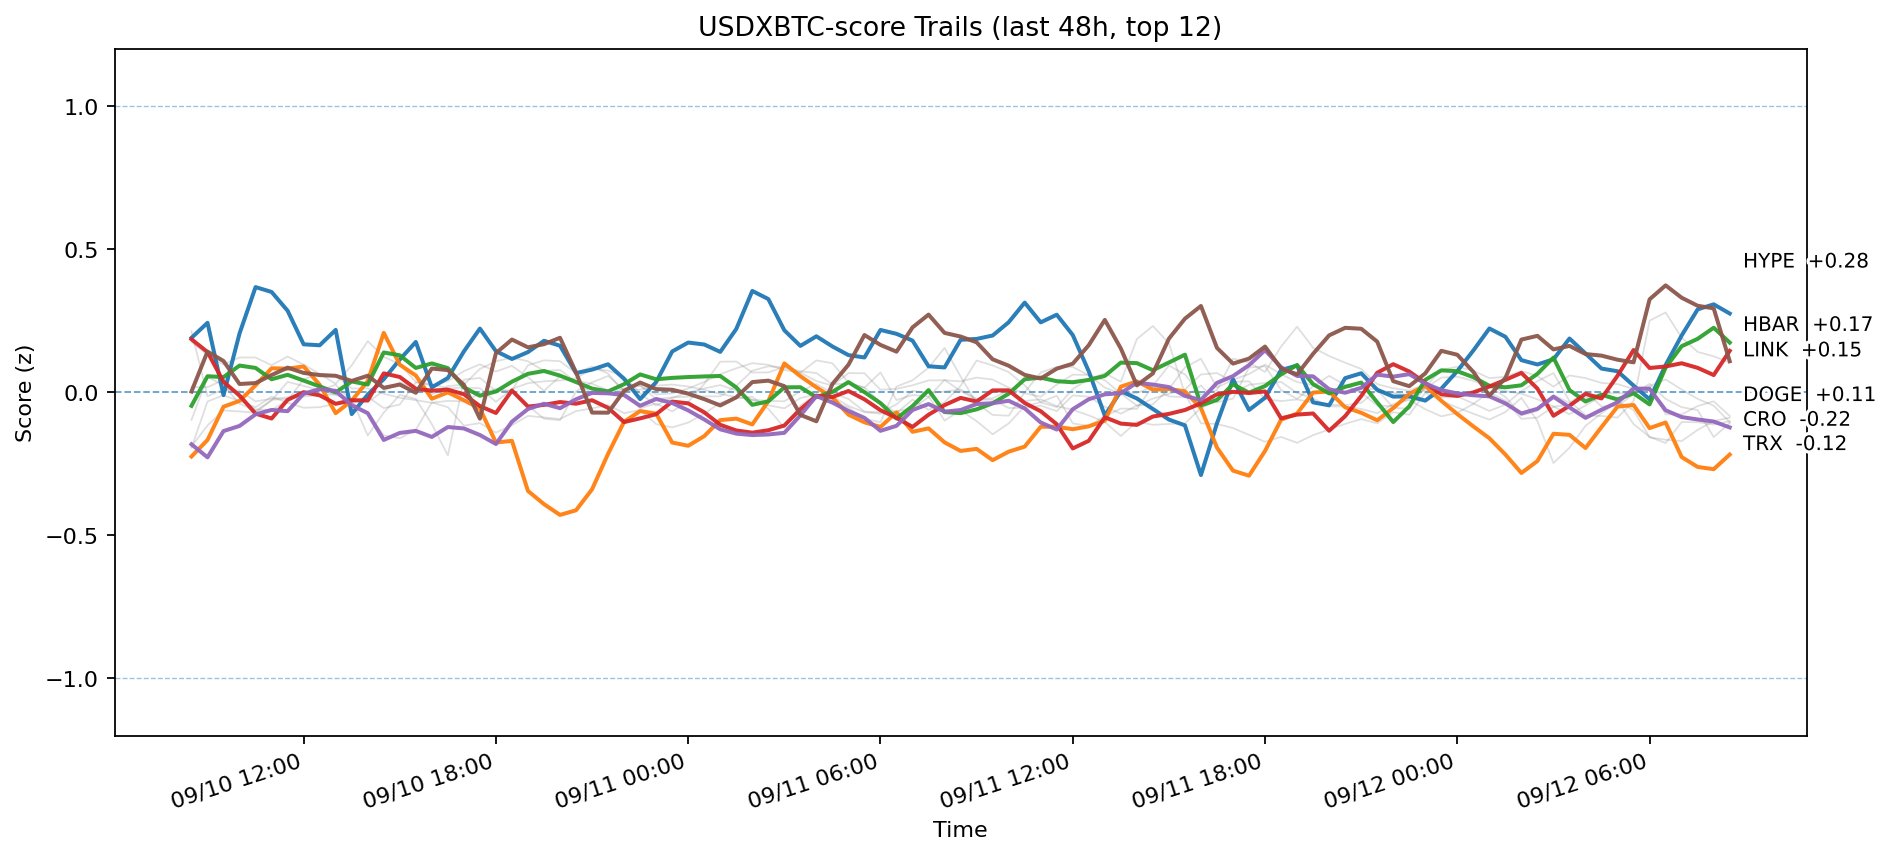 USDXBTC-score Trails (last 48h, top 12)
Score (z)
1.0
0.5
0.0
−0.5
−1.0
HYPE +0.28
HBAR +0.17
LINK +0.15
DOGE +0.11
CRO -0.22
TRX -0.12
09/10 12:00
09/10 18:00
09/11 00:00
09/11 06:00
09/11 12:00
09/11 18:00
09/12 00:00
09/12 06:00
Time